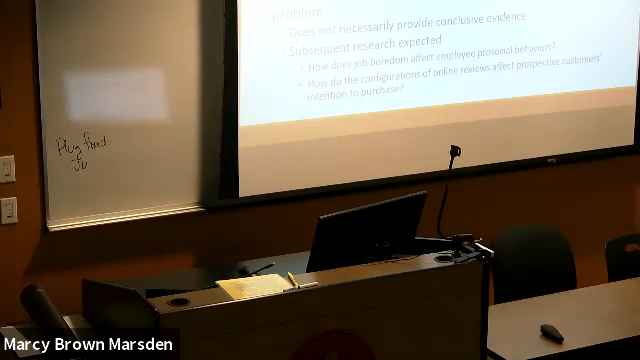 problem
Does not necessarily provide conclusive evidence
Subsequent research expected
How does job boredom affect employee prosocial behaviors?
How do the configurations of online reviews affect prospective customers'
intention to purchase?
Marcy Brown Marsden